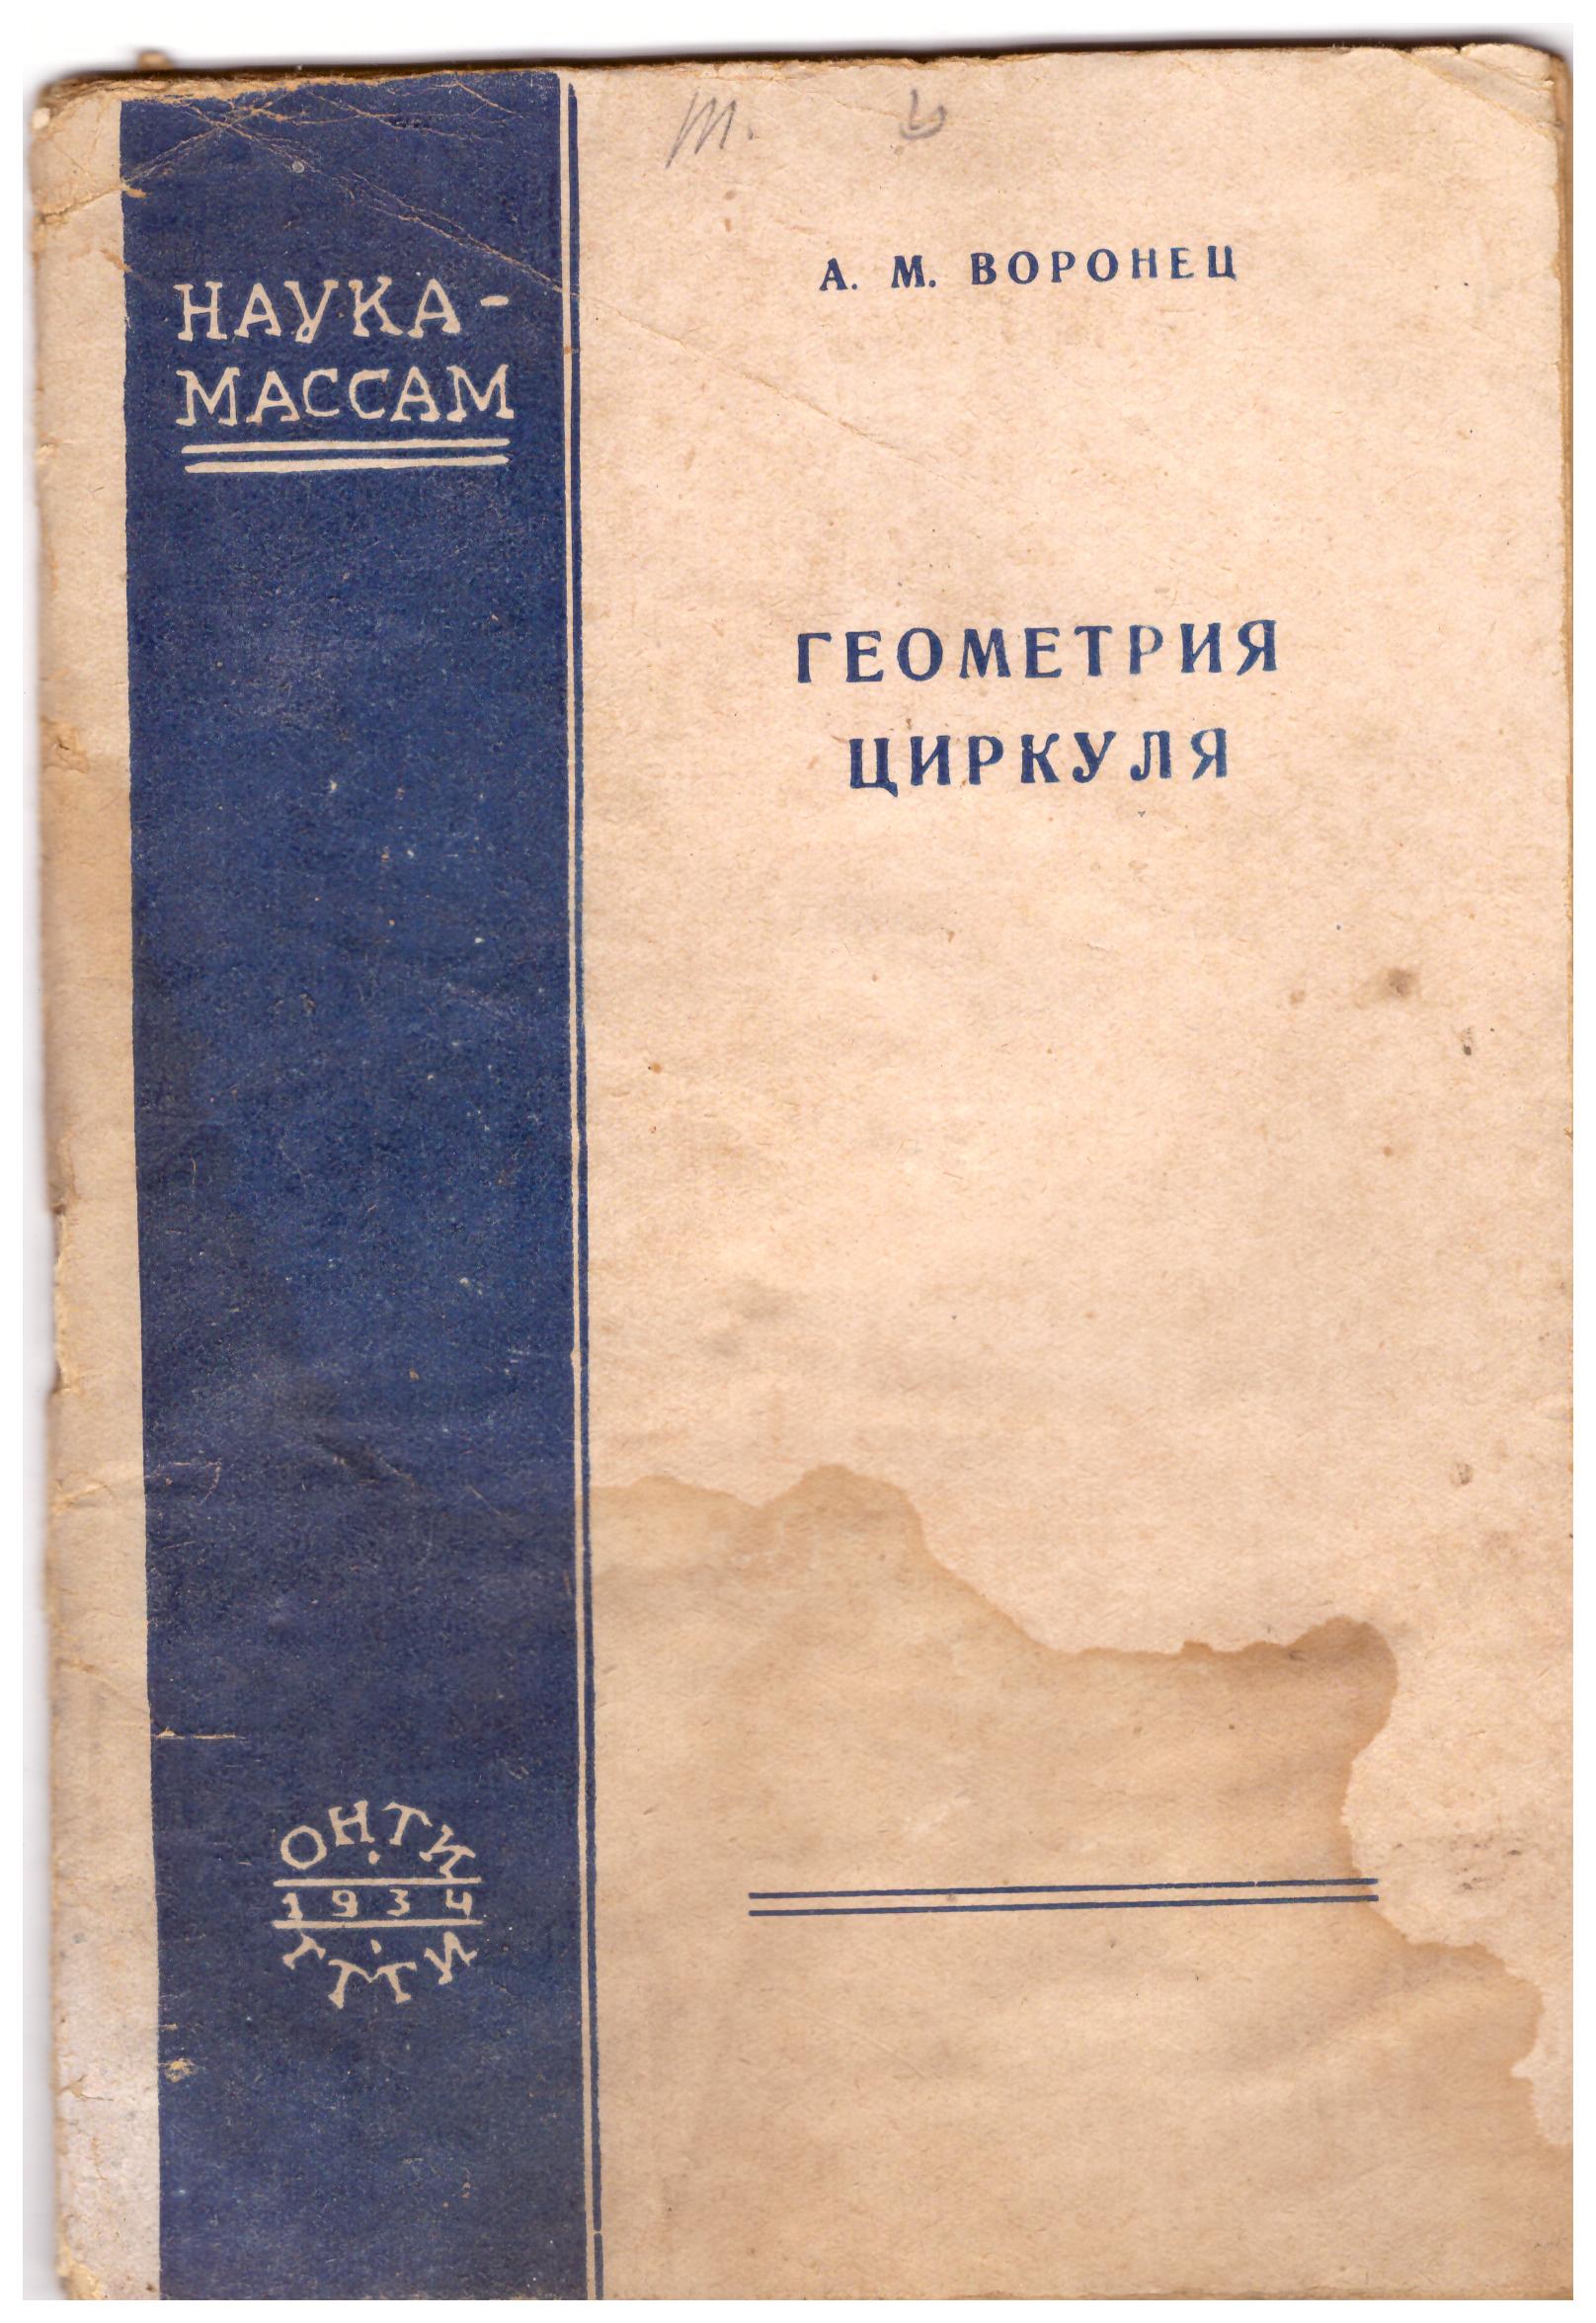 А. М. ВОРОНЕЦ
НАУКА -
МАССАМ
ГЕОМЕТРИЯ
ЦИРКУЛЯ
ОНТИ
1934
ГТТИ